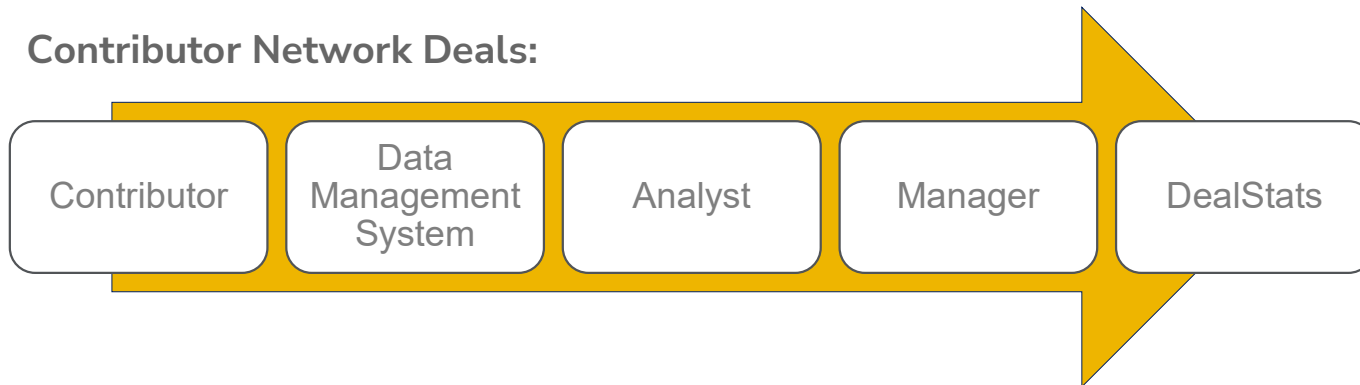 Contributor Network Deals:
Contributor
Data
Management
System
Analyst
Manager
DealStats